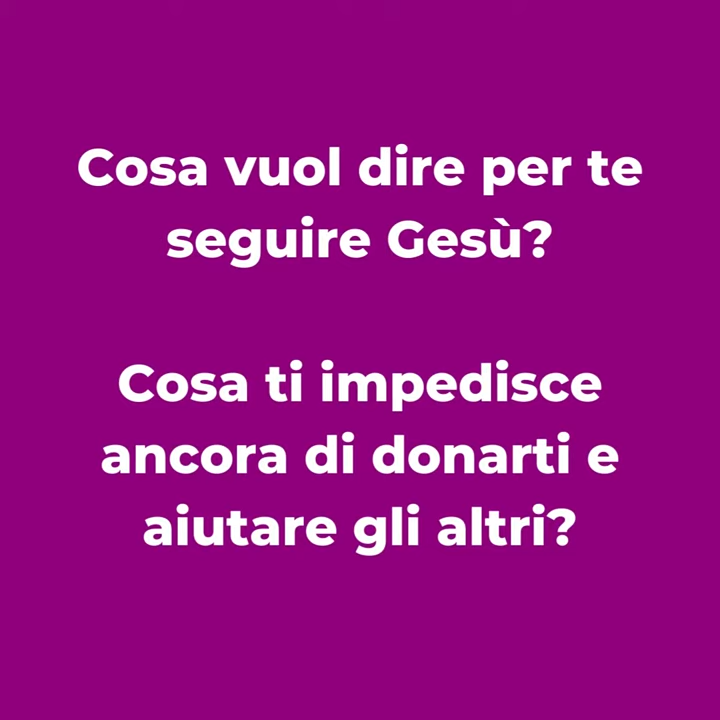 Cosa vuol dire per te
seguire Gesù?
Cosa ti impedisce
ancora di donarti e
aiutare gli altri?